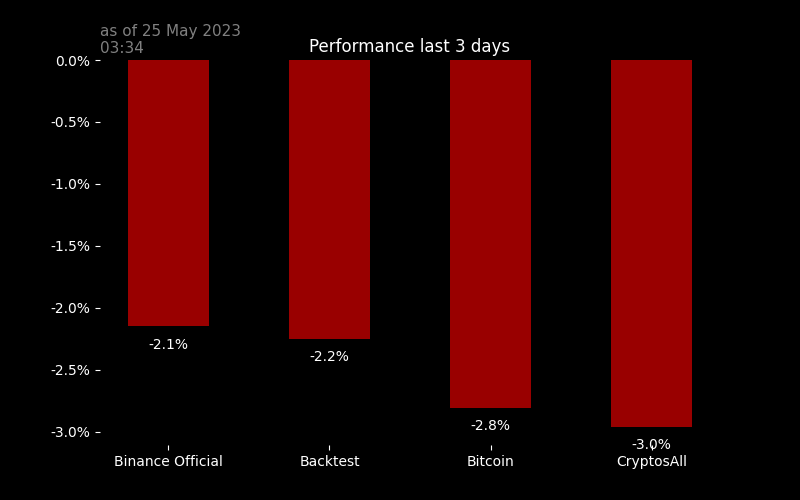 as of 25 May 2023
03:34
Performance last 3 days
0.0%
-0.5%
-1.0%
-1.5%
-2.0%
-2.5%
-3.0%
-2.1%
-2.2%
-2.8%
-3.0%
Binance Official
Backtest
Bitcoin
CryptosAll